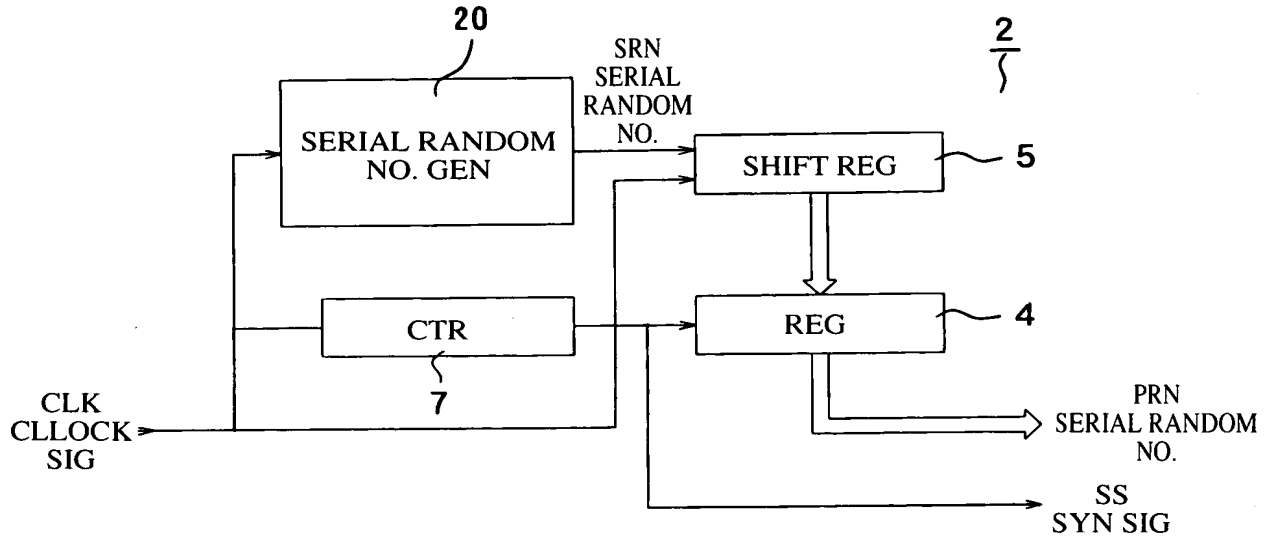 20
2
SRN
SERIAL
RANDOM
NO.
SERIAL RANDOM
NO. GEN
SHIFT REG
5
CTR
7
REG
4
CLK
CLLOCK
SIG
PRN
SERIAL RANDOM
NO.
SS
SYN SIG